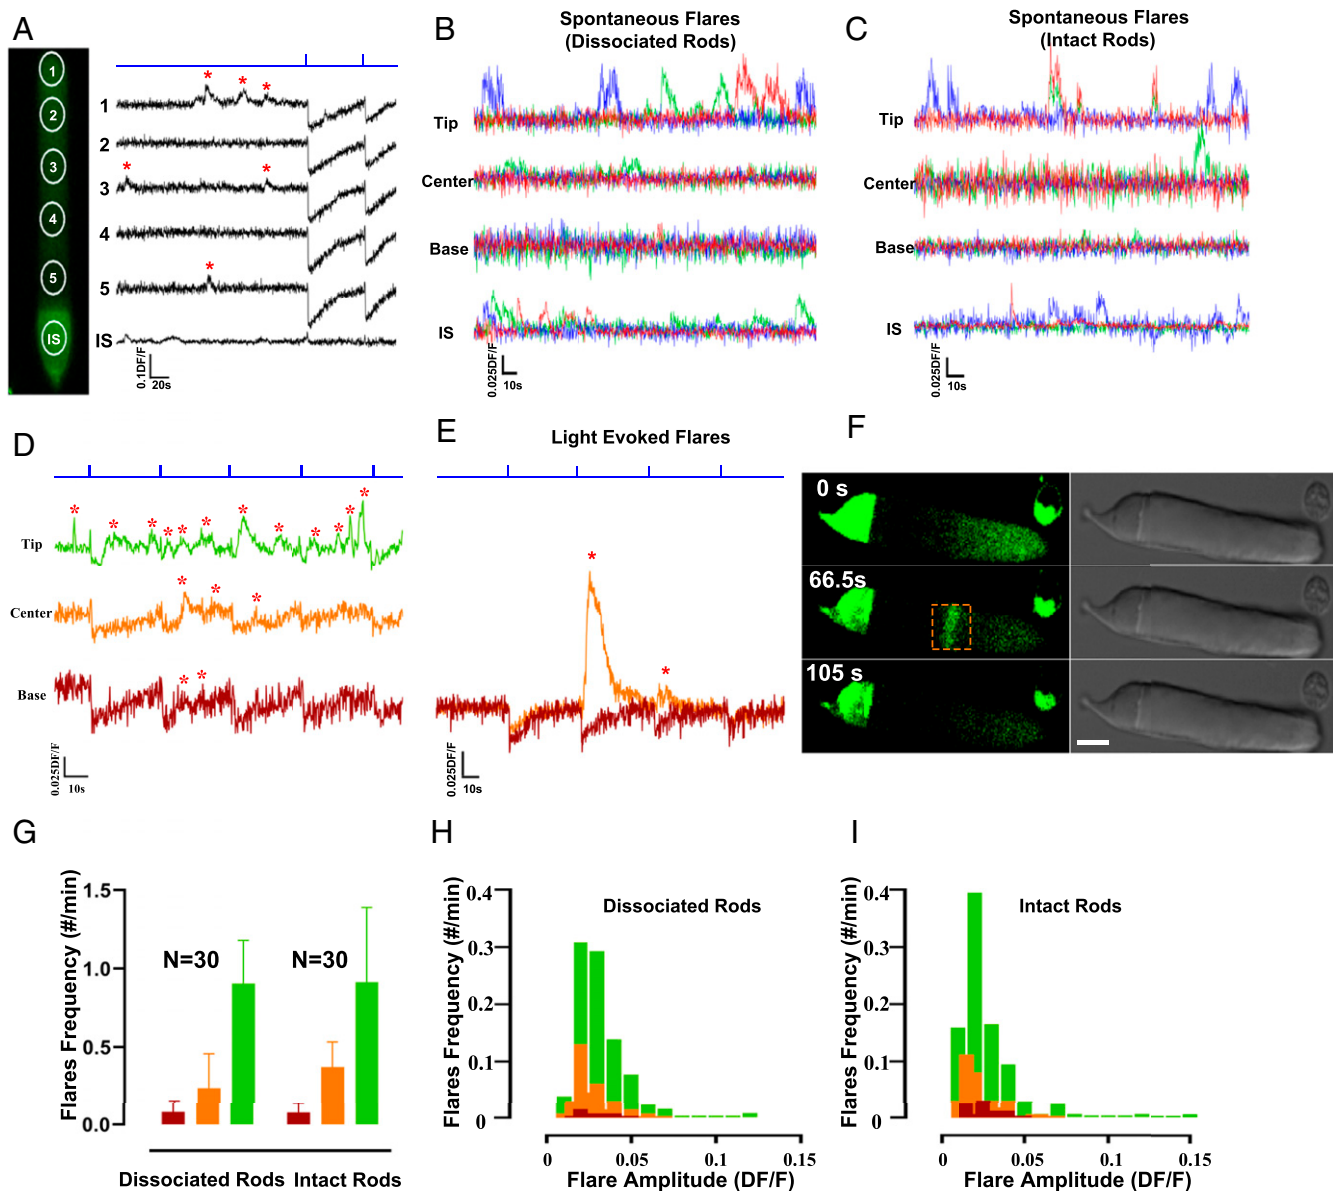 A
1
2
3
4
5
IS
1
* * *
2
3
* *
4
5
*
IS
0.1DF/F
20s
B
Spontaneous Flares
(Dissociated Rods)
Tip
Center
Base
IS
0.025DF/F
10s
C
Spontaneous Flares
(Intact Rods)
Tip
Center
Base
IS
0.025DF/F
10s
D
Tip
* * * * * * * * * * * *
Center
* * *
Base
* *
0.025DF/F
10s
E
Light Evoked Flares
*
*
0.025DF/F
10s
F
0 s
66.5s
105 s
G
Flares Frequency (#/min)
1.5
1.0
0.5
0.0
N=30
N=30
Dissociated Rods
Intact Rods
H
Flares Frequency (#/min)
0.4
0.3
0.2
0.1
0
Dissociated Rods
0
0.05
0.1
0.15
Flare Amplitude (DF/F)
I
Flares Frequency (#/min)
0.4
0.3
0.2
0.1
0
Intact Rods
0
0.05
0.1
0.15
Flare Amplitude (DF/F)